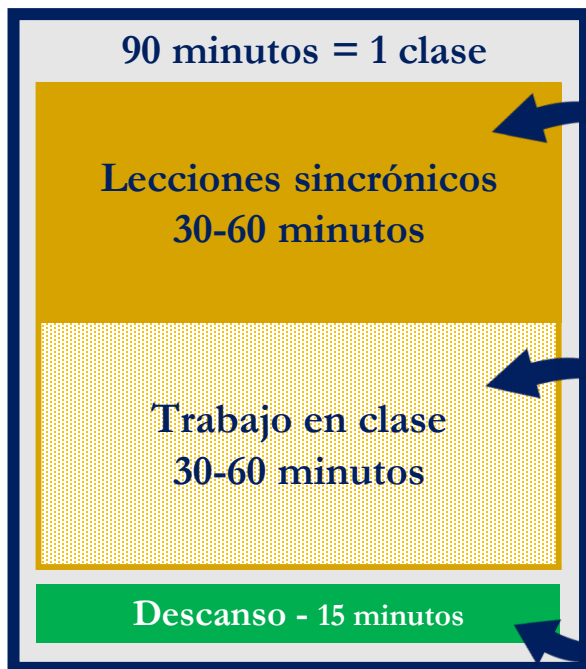 90 minutos = 1 clase
Lecciones sincrónicos
30-60 minutos
Trabajo en clase
30-60 minutos
Descanso - 15 minutos